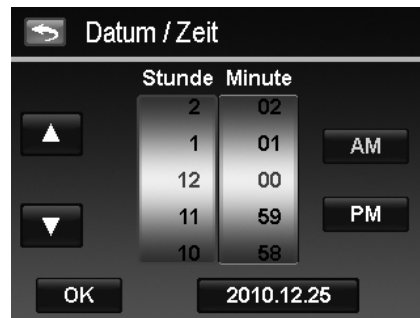 Datum / Zeit
Stunde Minute
2 02
1 01
AM
12 00
11 59
PM
10 58
OK
2010.12.25